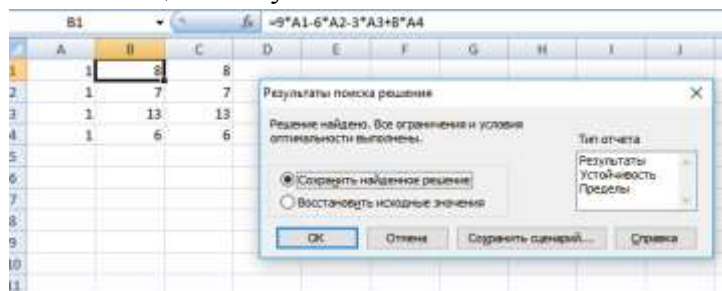 B1 fx =9*A1-6*A2-3*A3+8*A4
A B C D E F G H I J
1 1 8 8
2 1 7 7
3 1 13 13
4 1 6 6
5
6
7
8
9
10
11
Результаты поиска решения
Решение найдено. Все ограничения и условия
оптимальности выполнены.
Тип отчета
Результаты
Устойчивость
Пределы
Сохранить найденное решение
Восстановить исходные значения
ОК Отмена Сохранить сценарий... Справка